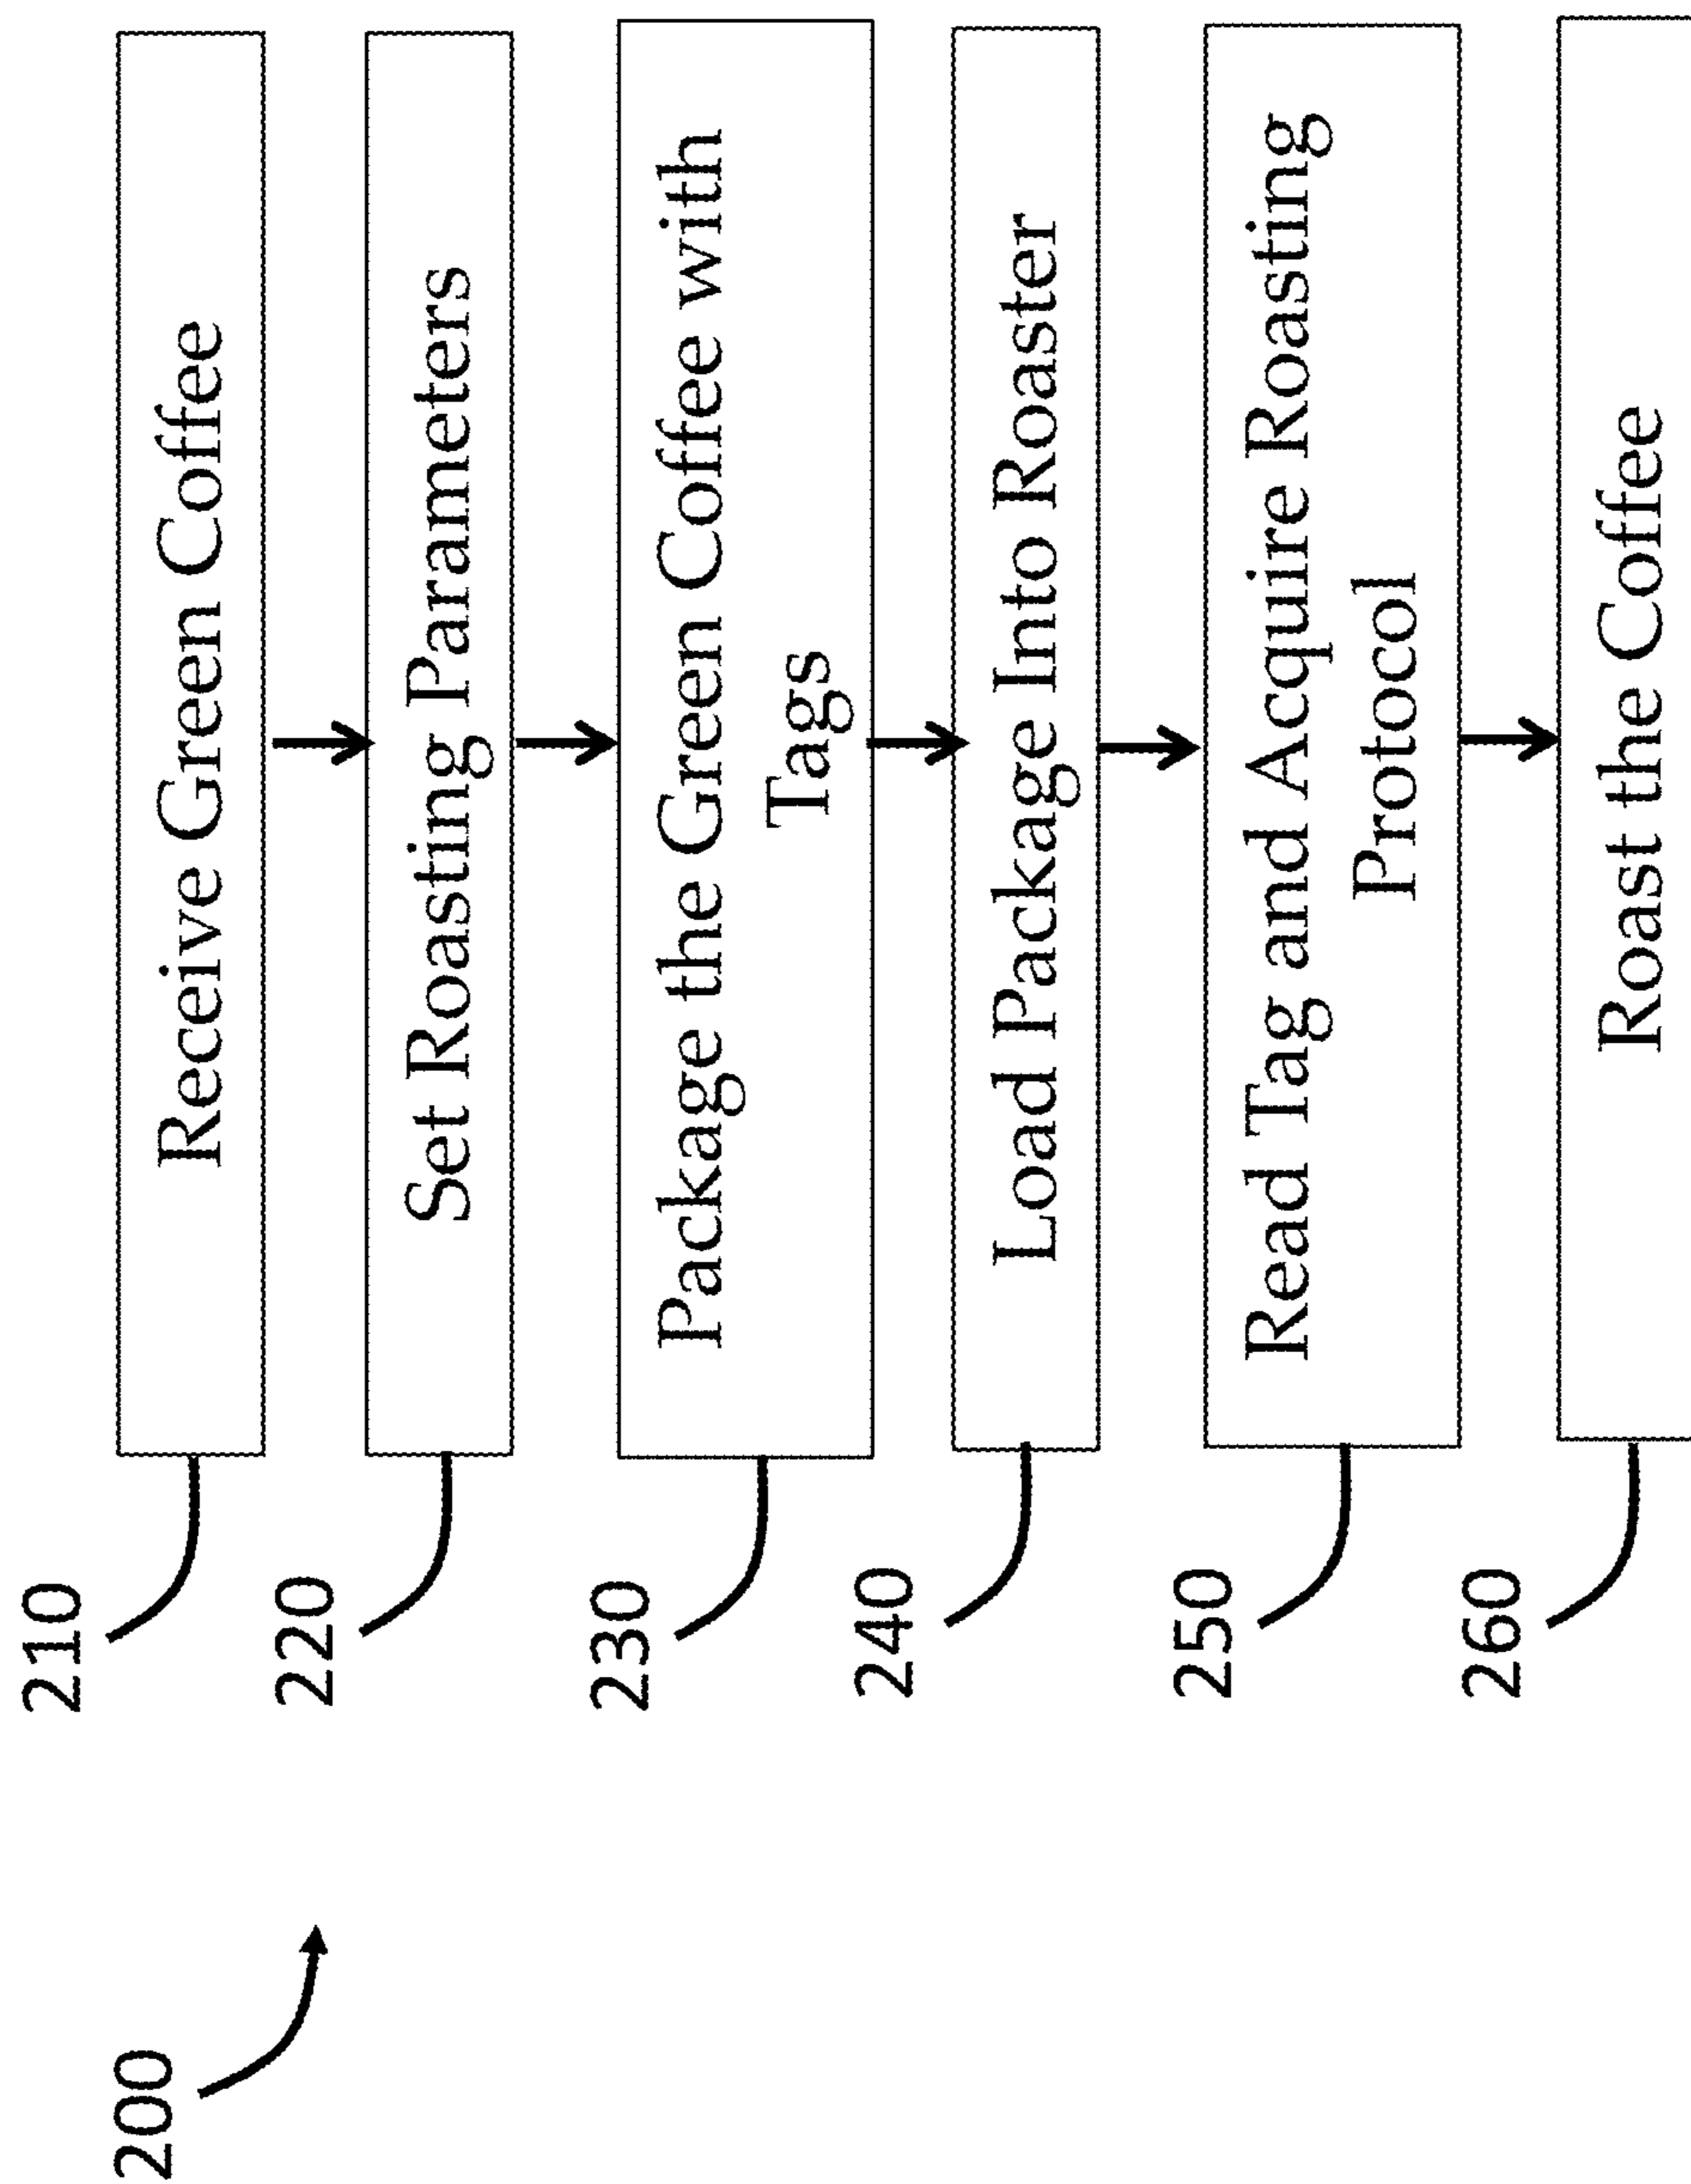 200
210
Receive Green Coffee
220
Set Roasting Parameters
230
Package the Green Coffee with
Tags
240
Load Package Into Roaster
250
Read Tag and Acquire Roasting
Protocol
260
Roast the Coffee